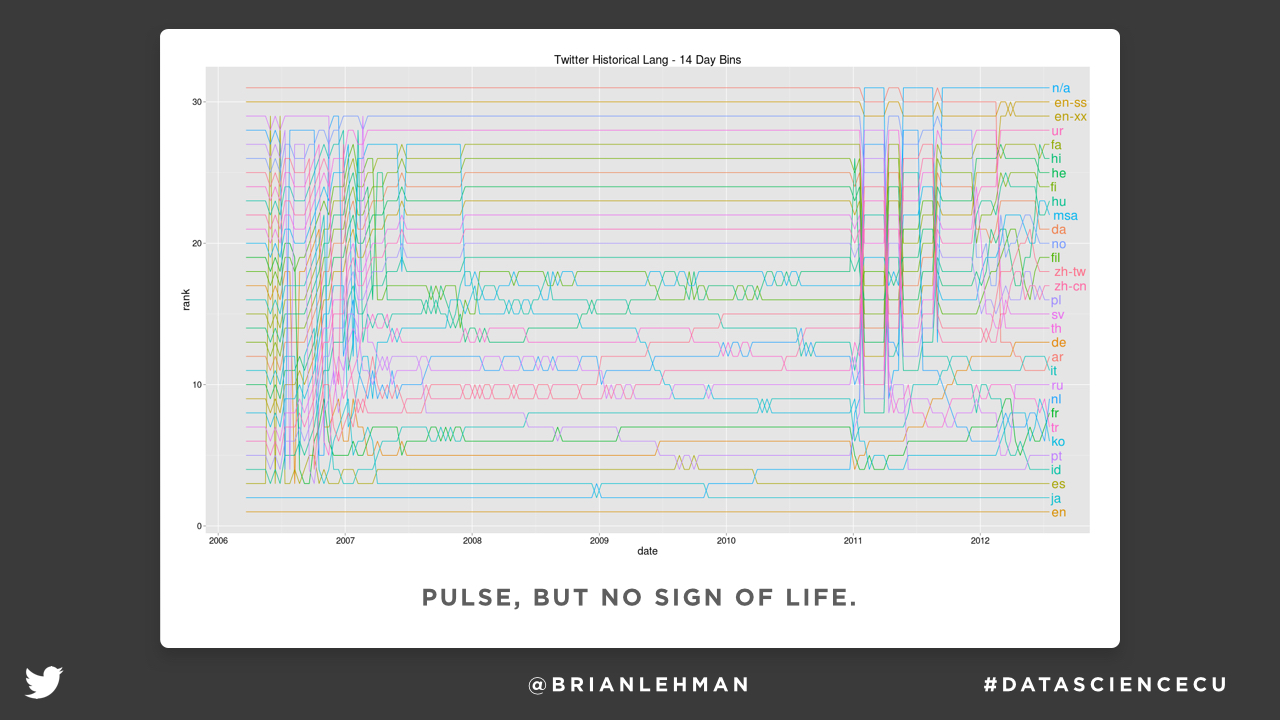 Twitter Historical Lang - 14 Day Bins
30
20
10
0
rank
2006 2007 2008 2009 2010 2011 2012
date
n/a
en-ss
en-xx
ur
fa
hi
he
fi
hu
msa
da
no
fil
zh-tw
zh-cn
pl
sv
th
de
ar
it
ru
nl
fr
tr
ko
pt
id
es
ja
en
PULSE, BUT NO SIGN OF LIFE.
@BRIANLEHMAN
#DATASCIENCECU